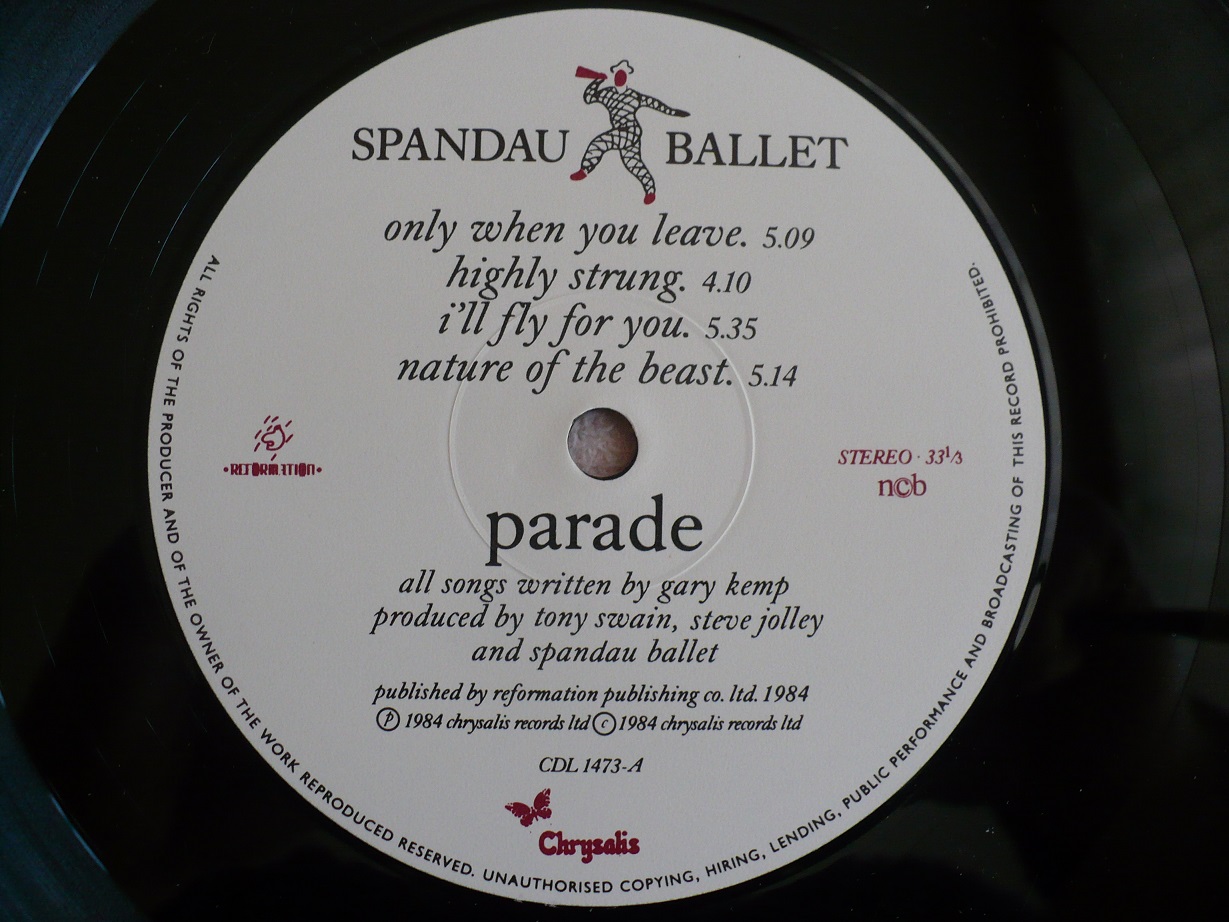 SPANDAU BALLET
only when you leave. 5.09
highly strung. 4.10
i'll fly for you. 5.35
nature of the beast. 5.14
•REFORMATION•
STEREO · 33⅓
n©b
parade
all songs written by gary kemp
produced by tony swain, steve jolley
and spandau ballet
published by reformation publishing co. ltd. 1984
Ⓟ 1984 chrysalis records ltd © 1984 chrysalis records ltd
CDL 1473-A
Chrysalis
ALL RIGHTS OF THE PRODUCER AND OF THE OWNER OF THE WORK REPRODUCED RESERVED. UNAUTHORISED COPYING, HIRING, LENDING, PUBLIC PERFORMANCE AND BROADCASTING OF THIS RECORD PROHIBITED.